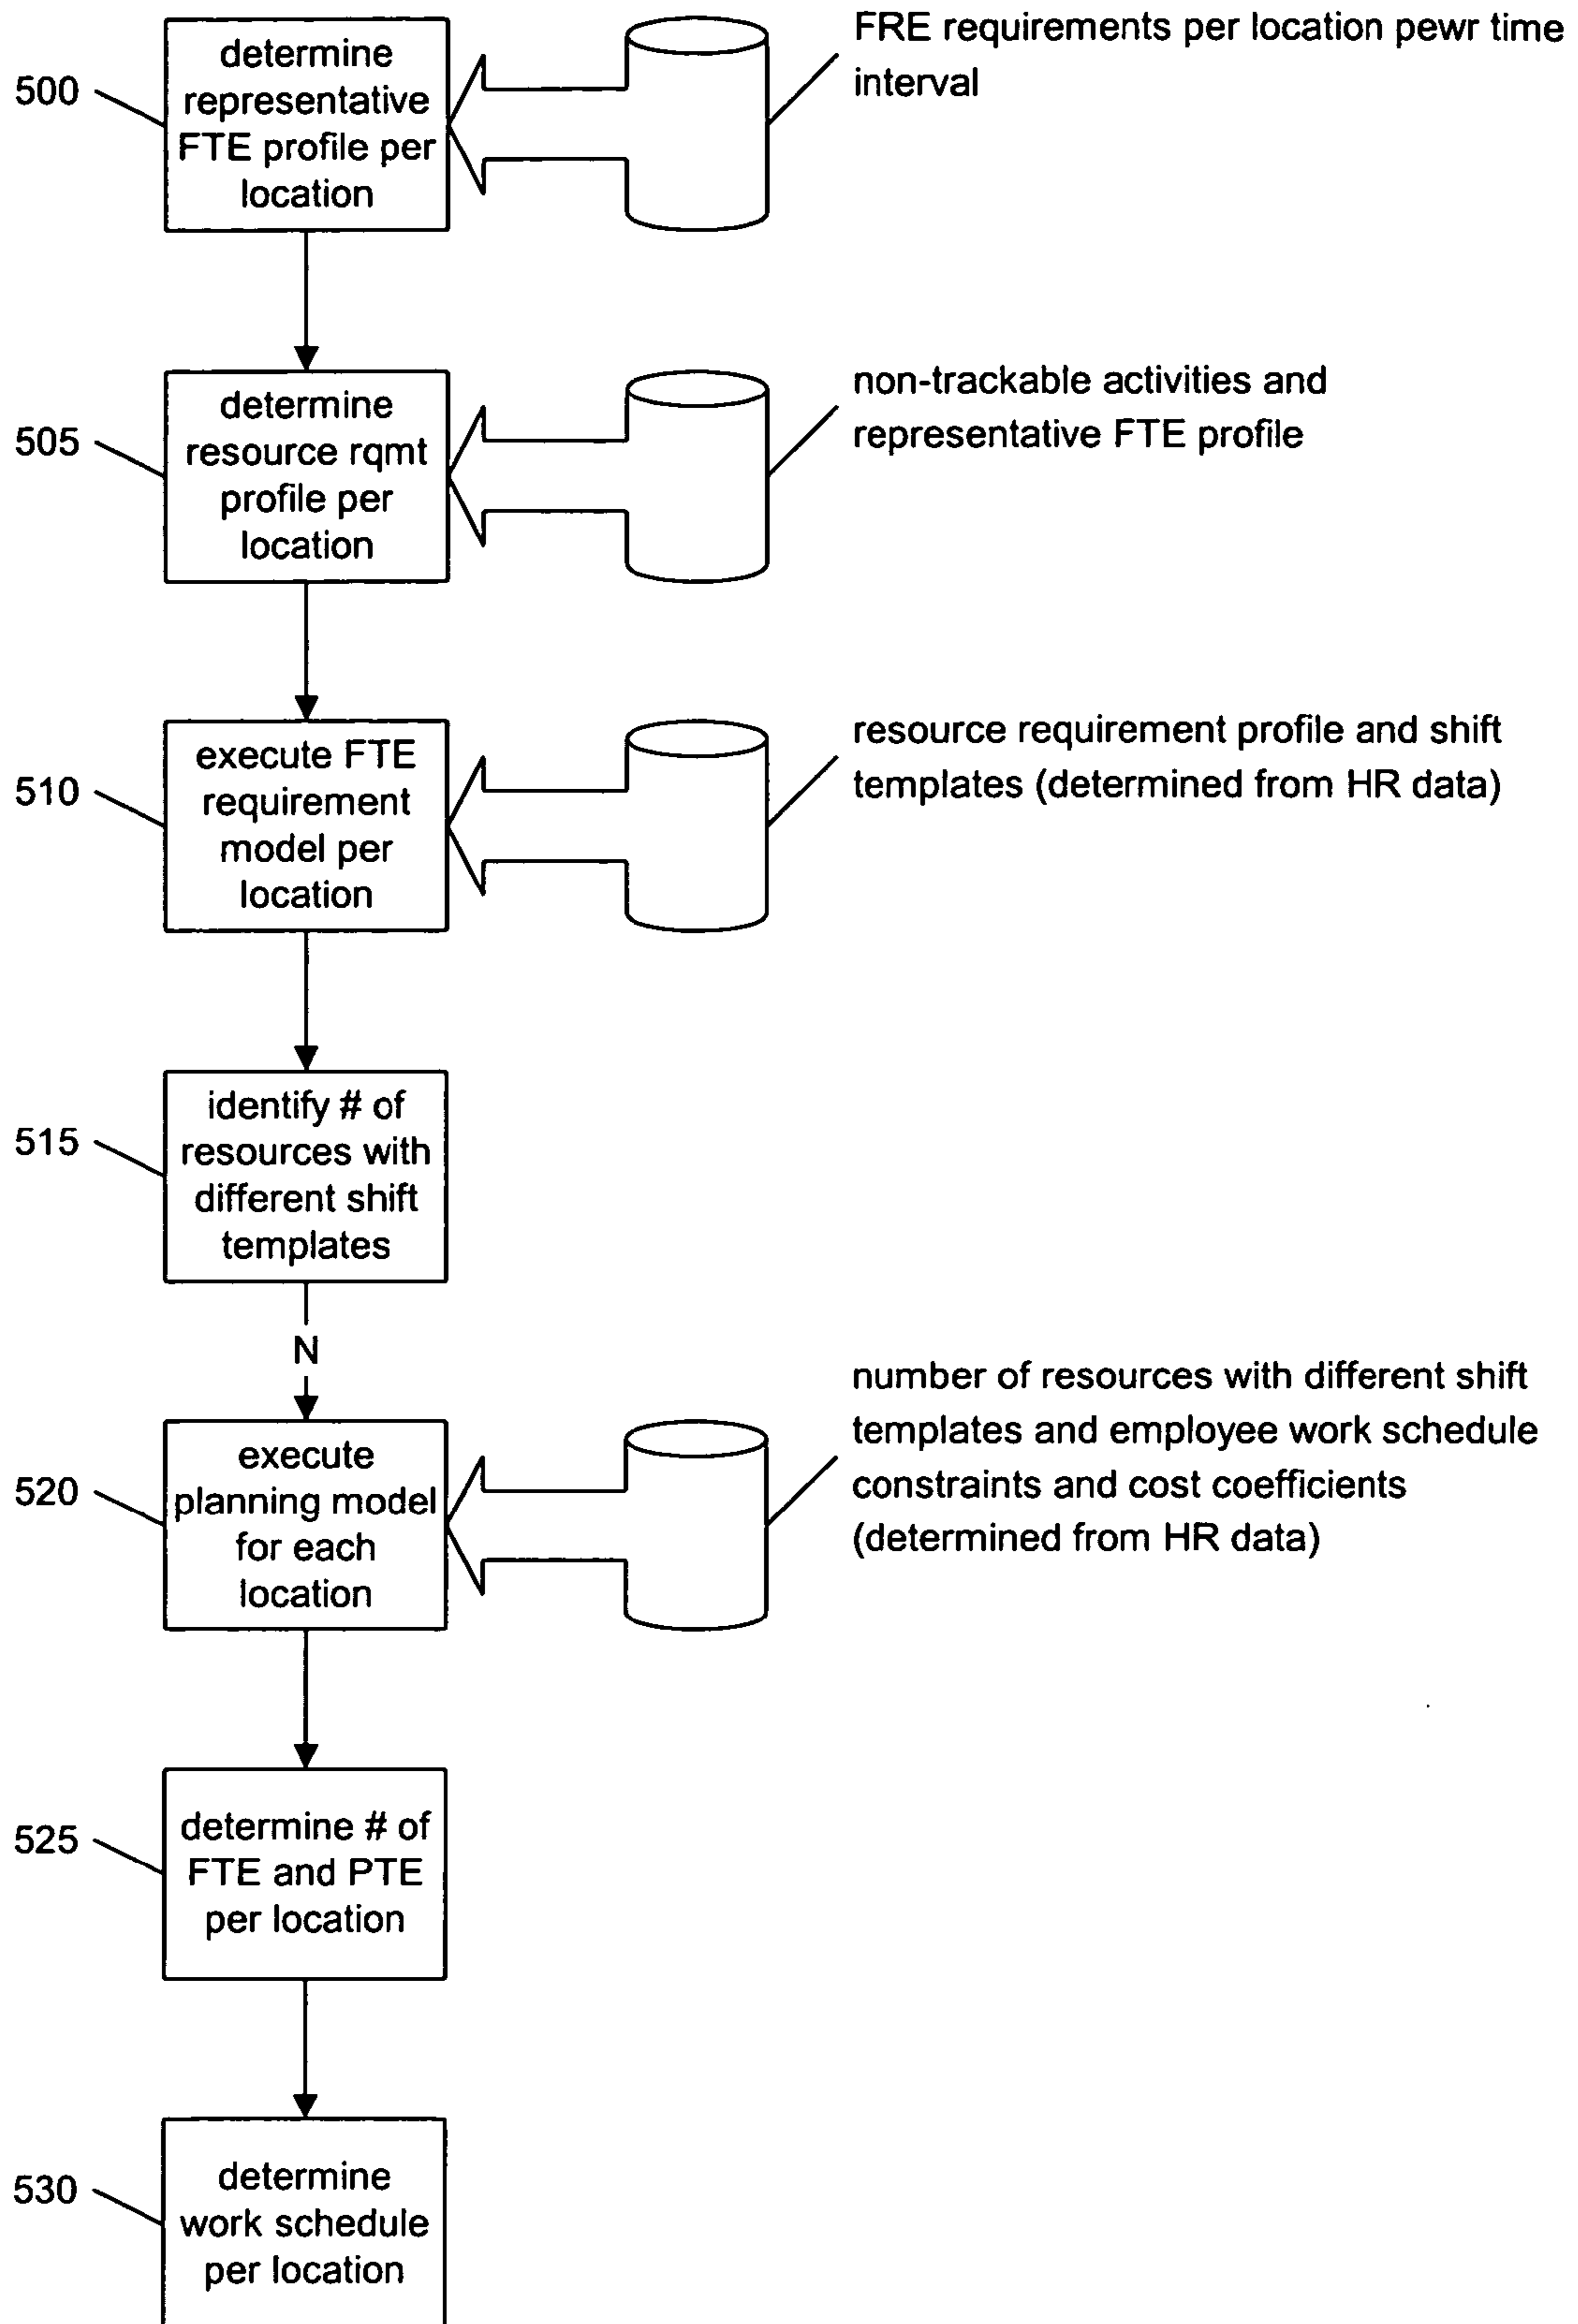 500
determine
representative
FTE profile per
location
FRE requirements per location pewr time
interval
505
determine
resource rqmt
profile per
location
non-trackable activities and
representative FTE profile
510
execute FTE
requirement
model per
location
resource requirement profile and shift
templates (determined from HR data)
515
identify # of
resources with
different shift
templates
N
520
execute
planning model
for each
location
number of resources with different shift
templates and employee work schedule
constraints and cost coefficients
(determined from HR data)
525
determine # of
FTE and PTE
per location
530
determine
work schedule
per location